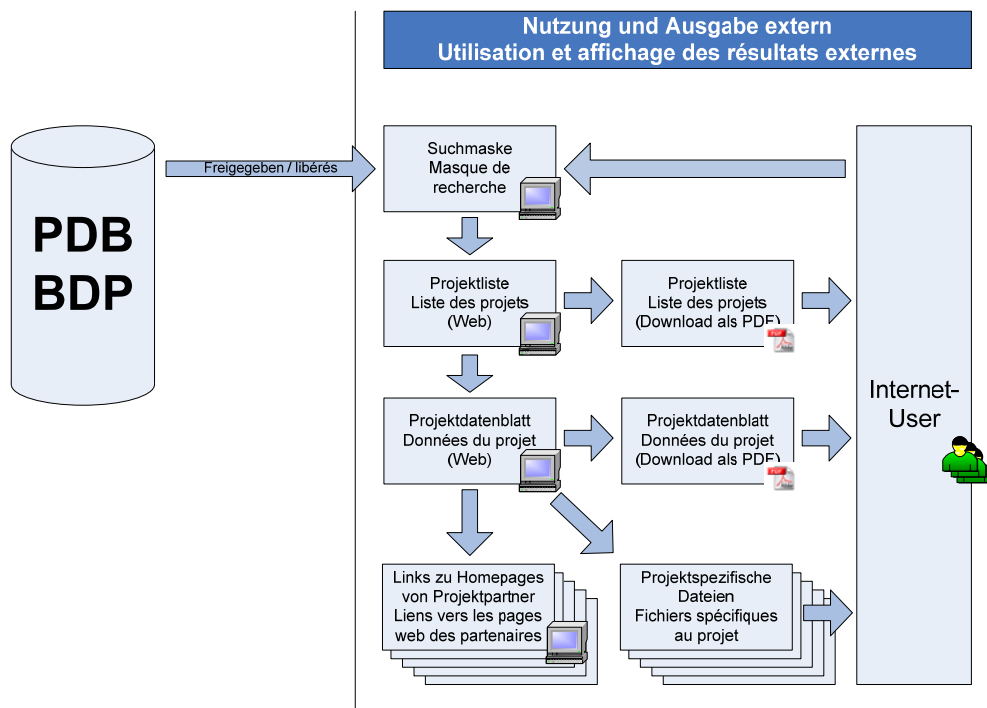 Nutzung und Ausgabe extern
Utilisation et affichage des résultats externes
PDB
BDP
Freigegeben / libérés
Suchmaske
Masque de
recherche
Projektliste
Liste des projets
(Web)
Projektliste
Liste des projets
(Download als PDF)
PDF
Projektdatenblatt
Données du projet
(Web)
Projektdatenblatt
Données du projet
(Download als PDF)
PDF
Links zu Homepages
von Projektpartner
Liens vers les pages
web des partenaires
Projektspezifische
Dateien
Fichiers spécifiques
au projet
Internet-
User